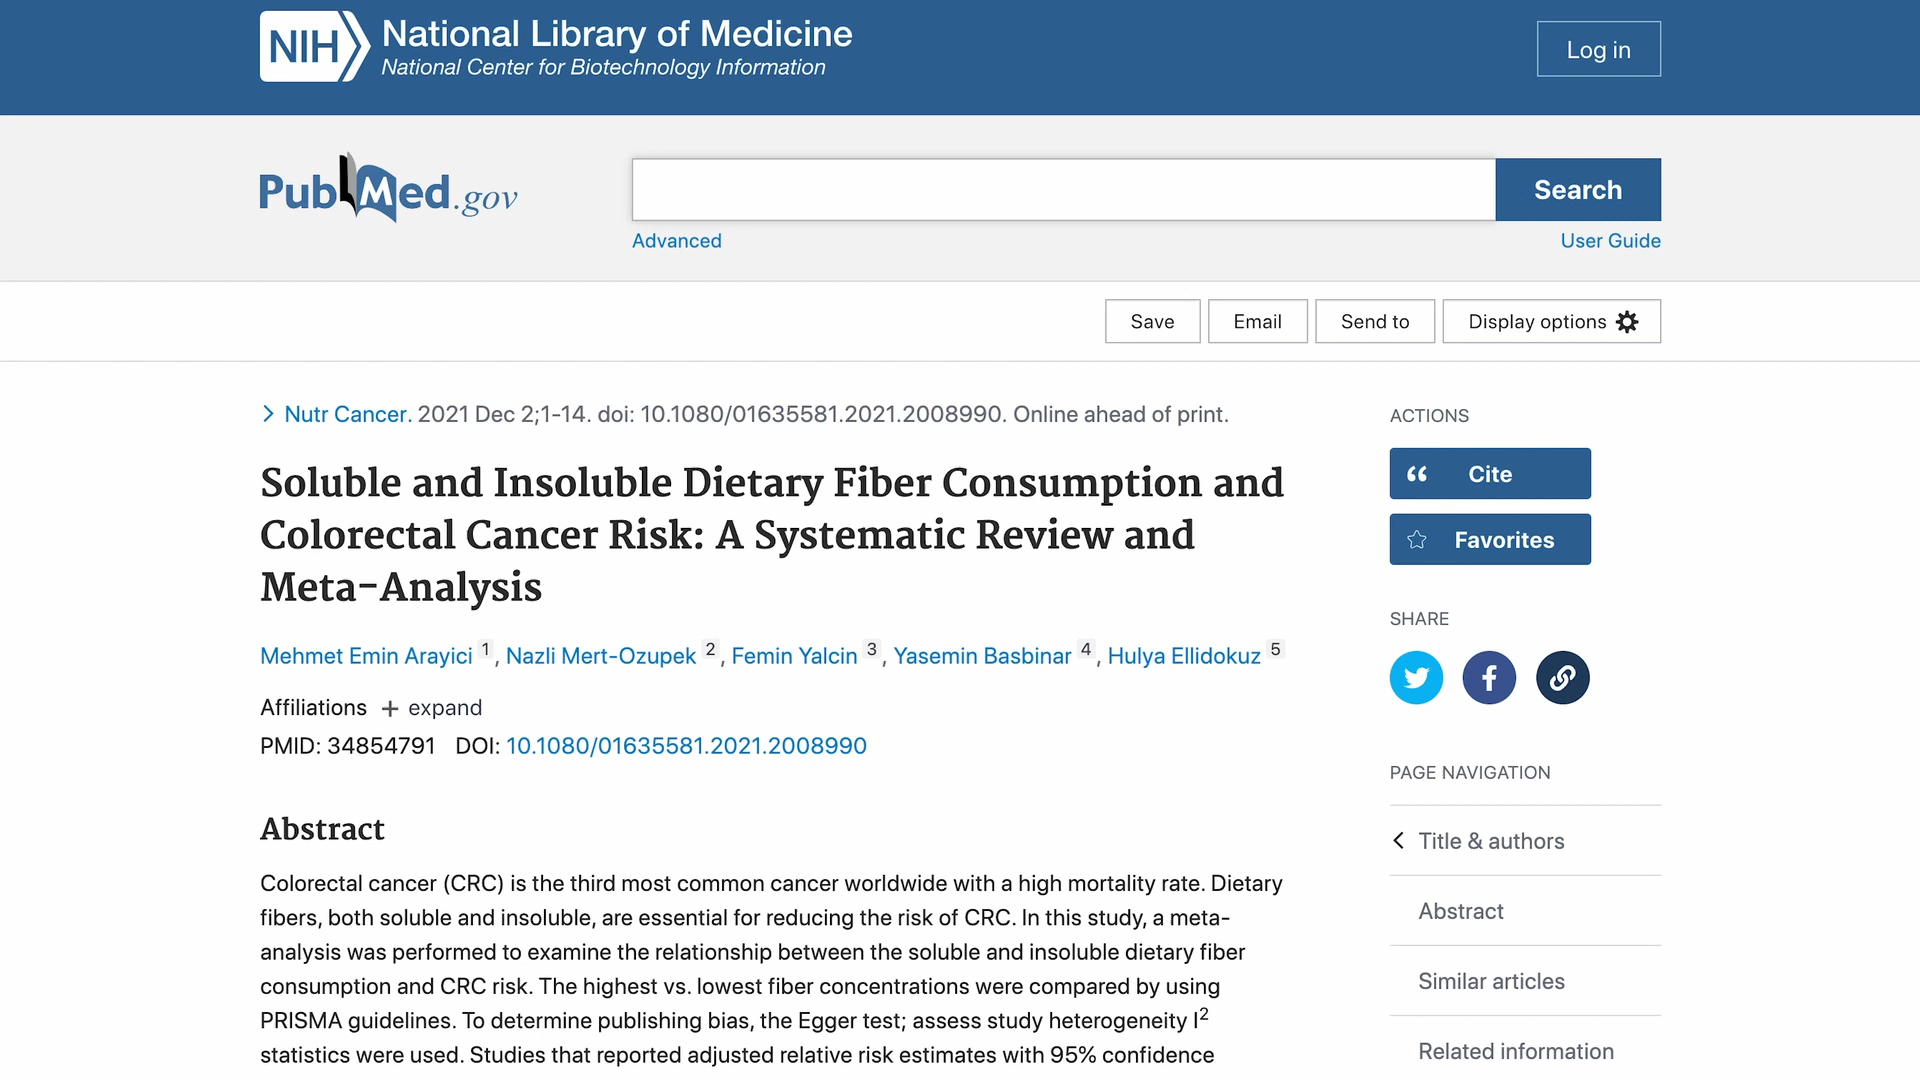 NIH National Library of Medicine
National Center for Biotechnology Information
Log in
PubMed.gov
Search
Advanced
User Guide
Save
Email
Send to
Display options
Nutr Cancer. 2021 Dec 2;1-14. doi: 10.1080/01635581.2021.2008990. Online ahead of print.
Soluble and Insoluble Dietary Fiber Consumption and
Colorectal Cancer Risk: A Systematic Review and
Meta-Analysis
Mehmet Emin Arayici 1, Nazli Mert-Ozupek 2, Femin Yalcin 3, Yasemin Basbinar 4, Hulya Ellidokuz 5
Affiliations + expand
PMID: 34854791 DOI: 10.1080/01635581.2021.2008990
Abstract
Colorectal cancer (CRC) is the third most common cancer worldwide with a high mortality rate. Dietary
fibers, both soluble and insoluble, are essential for reducing the risk of CRC. In this study, a meta-
analysis was performed to examine the relationship between the soluble and insoluble dietary fiber
consumption and CRC risk. The highest vs. lowest fiber concentrations were compared by using
PRISMA guidelines. To determine publishing bias, the Egger test; assess study heterogeneity I2
statistics were used. Studies that reported adjusted relative risk estimates with 95% confidence
ACTIONS
Cite
Favorites
SHARE
PAGE NAVIGATION
Title & authors
Abstract
Similar articles
Related information